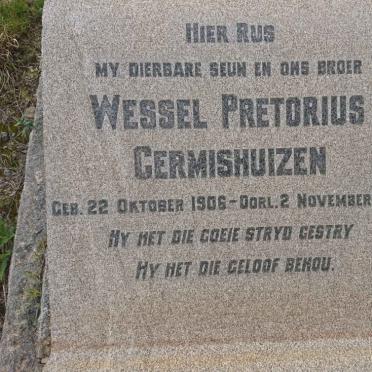 HIER RUS
MY DIERBARE SEUN EN ONS BROER
WESSEL PRETORIUS
GERMISHUIZEN
GEB. 22 OKTOBER 1906 – OORL. 2 NOVEMBER
HY HET DIE GOEIE STRYD GESTRY
HY HET DIE GELOOF BEHOU.